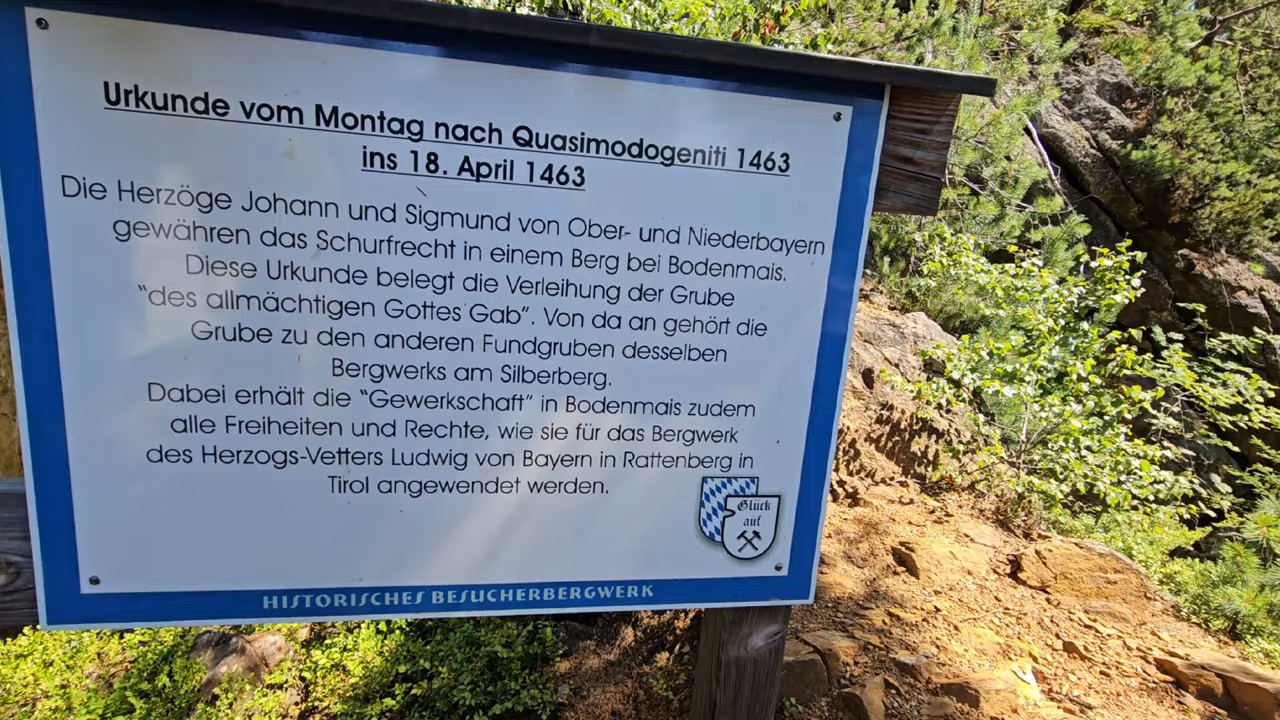 Urkunde vom Montag nach Quasimodogeniti 1463
ins 18. April 1463
Die Herzöge Johann und Sigmund von Ober- und Niederbayern
gewähren das Schurfrecht in einem Berg bei Bodenmais.
Diese Urkunde belegt die Verleihung der Grube
"des allmächtigen Gottes Gab". Von da an gehört die
Grube zu den anderen Fundgruben desselben
Bergwerks am Silberberg.
Dabei erhält die "Gewerkschaft" in Bodenmais zudem
alle Freiheiten und Rechte, wie sie für das Bergwerk
des Herzogs-Vetters Ludwig von Bayern in Rattenberg in
Tirol angewendet werden.
Glück
auf
HISTORISCHES BESUCHERBERGWERK